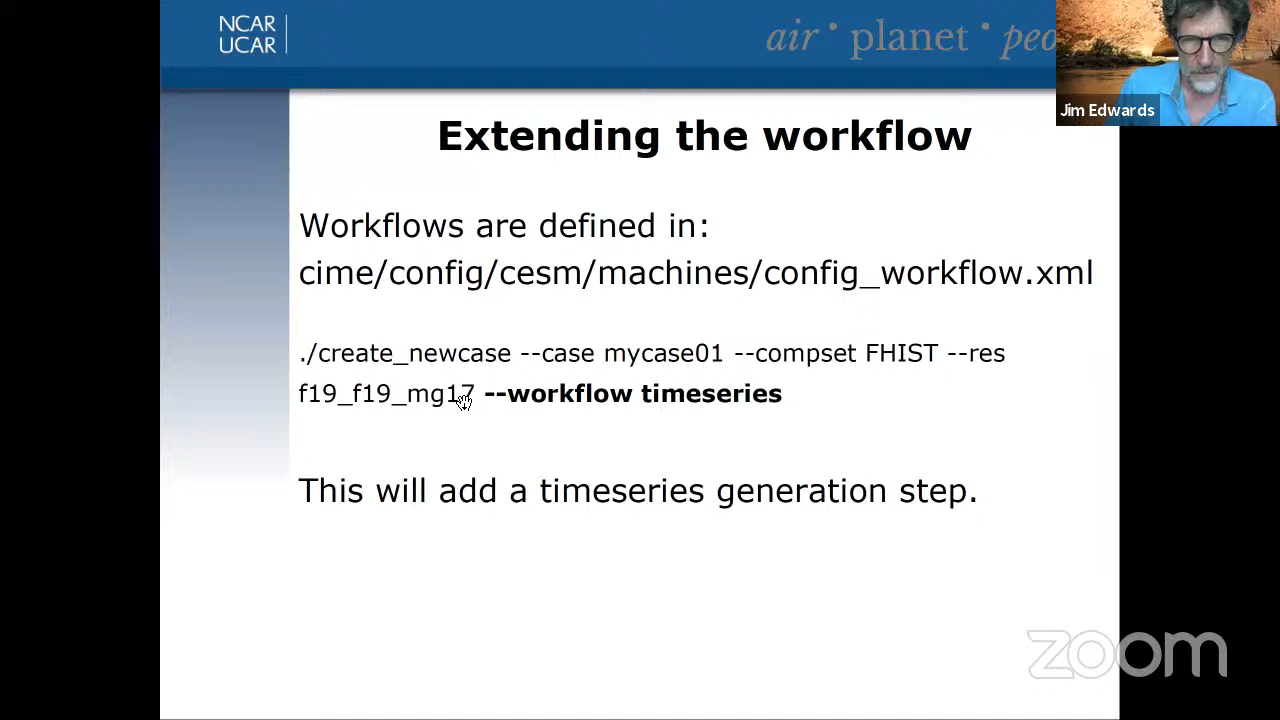 NCAR
UCAR
air • planet • peo
Jim Edwards
Extending the workflow
Workflows are defined in:
cime/config/cesm/machines/config_workflow.xml
./create_newcase --case mycase01 --compset FHIST --res
f19_f19_mg17 --workflow timeseries
This will add a timeseries generation step.
zoom